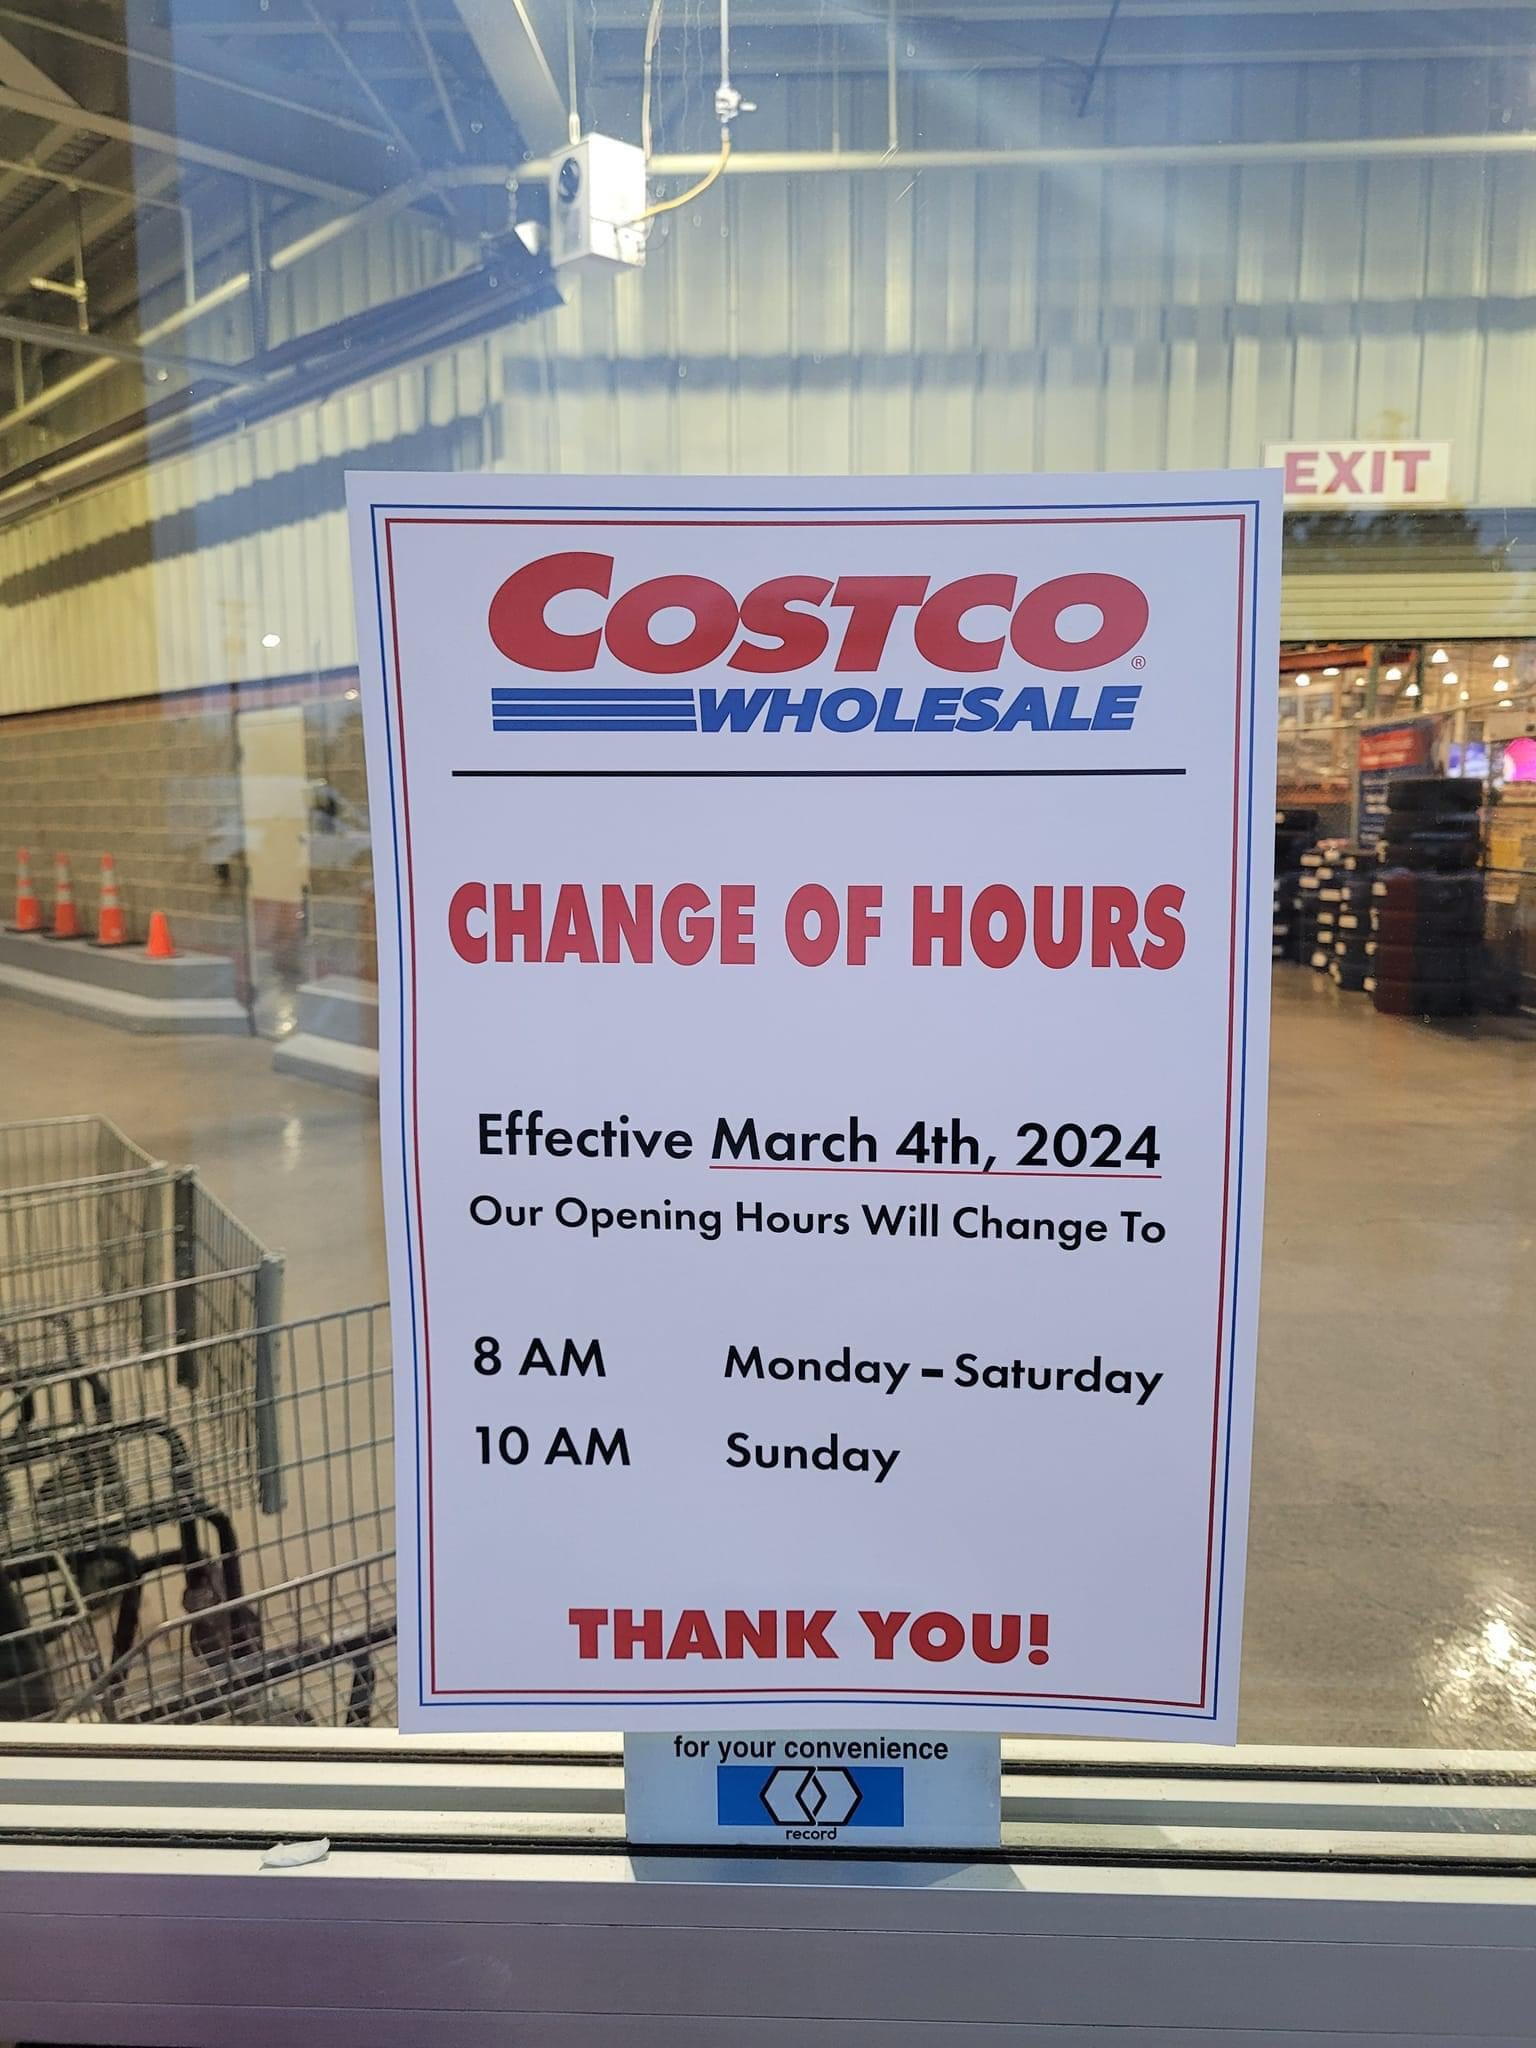 EXIT
COSTCO
WHOLESALE
CHANGE OF HOURS
Effective March 4th, 2024
Our Opening Hours Will Change To
8 AM Monday – Saturday
10 AM Sunday
THANK YOU!
for your convenience
record